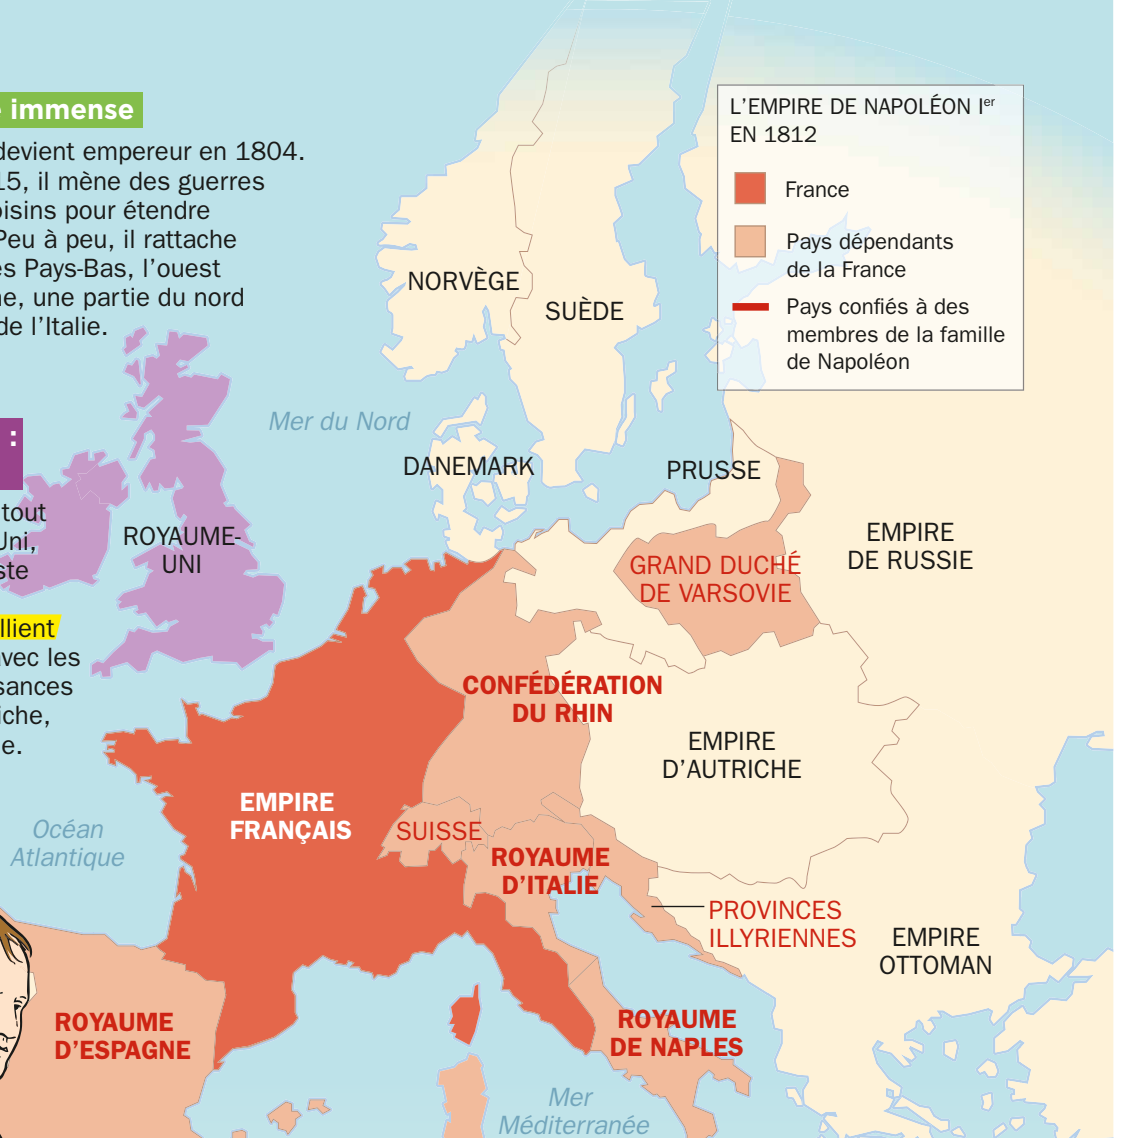 immense
devient empereur en 1804.
15, il mène des guerres
oisins pour étendre
Peu à peu, il rattache
es Pays-Bas, l’ouest
ne, une partie du nord
de l’Italie.
:
tout
Uni,
ste
llient
avec les
sances
iche,
e.
L’EMPIRE DE NAPOLÉON Ier
EN 1812
France
Pays dépendants
de la France
Pays confiés à des
membres de la famille
de Napoléon
NORVÈGE
SUÈDE
Mer du Nord
DANEMARK
PRUSSE
ROYAUME-
UNI
EMPIRE
DE RUSSIE
GRAND DUCHÉ
DE VARSOVIE
CONFÉDÉRATION
DU RHIN
EMPIRE
D’AUTRICHE
EMPIRE
FRANÇAIS
SUISSE
Océan
Atlantique
ROYAUME
D’ITALIE
PROVINCES
ILLYRIENNES
EMPIRE
OTTOMAN
ROYAUME
D’ESPAGNE
ROYAUME
DE NAPLES
Mer
Méditerranée